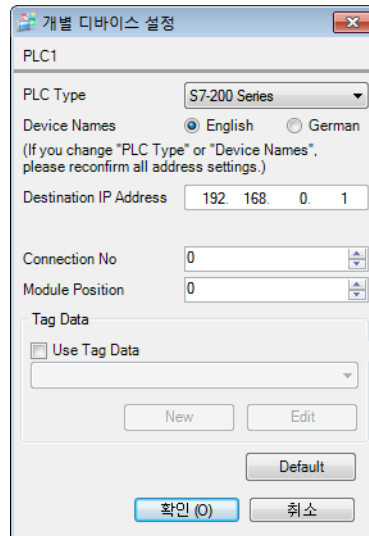 개별 디바이스 설정
PLC1
PLC Type S7-200 Series
Device Names English German
(If you change "PLC Type" or "Device Names",
please reconfirm all address settings.)
Destination IP Address 192. 168. 0. 1
Connection No 0
Module Position 0
Tag Data
Use Tag Data
New Edit
Default
확인 (O) 취소